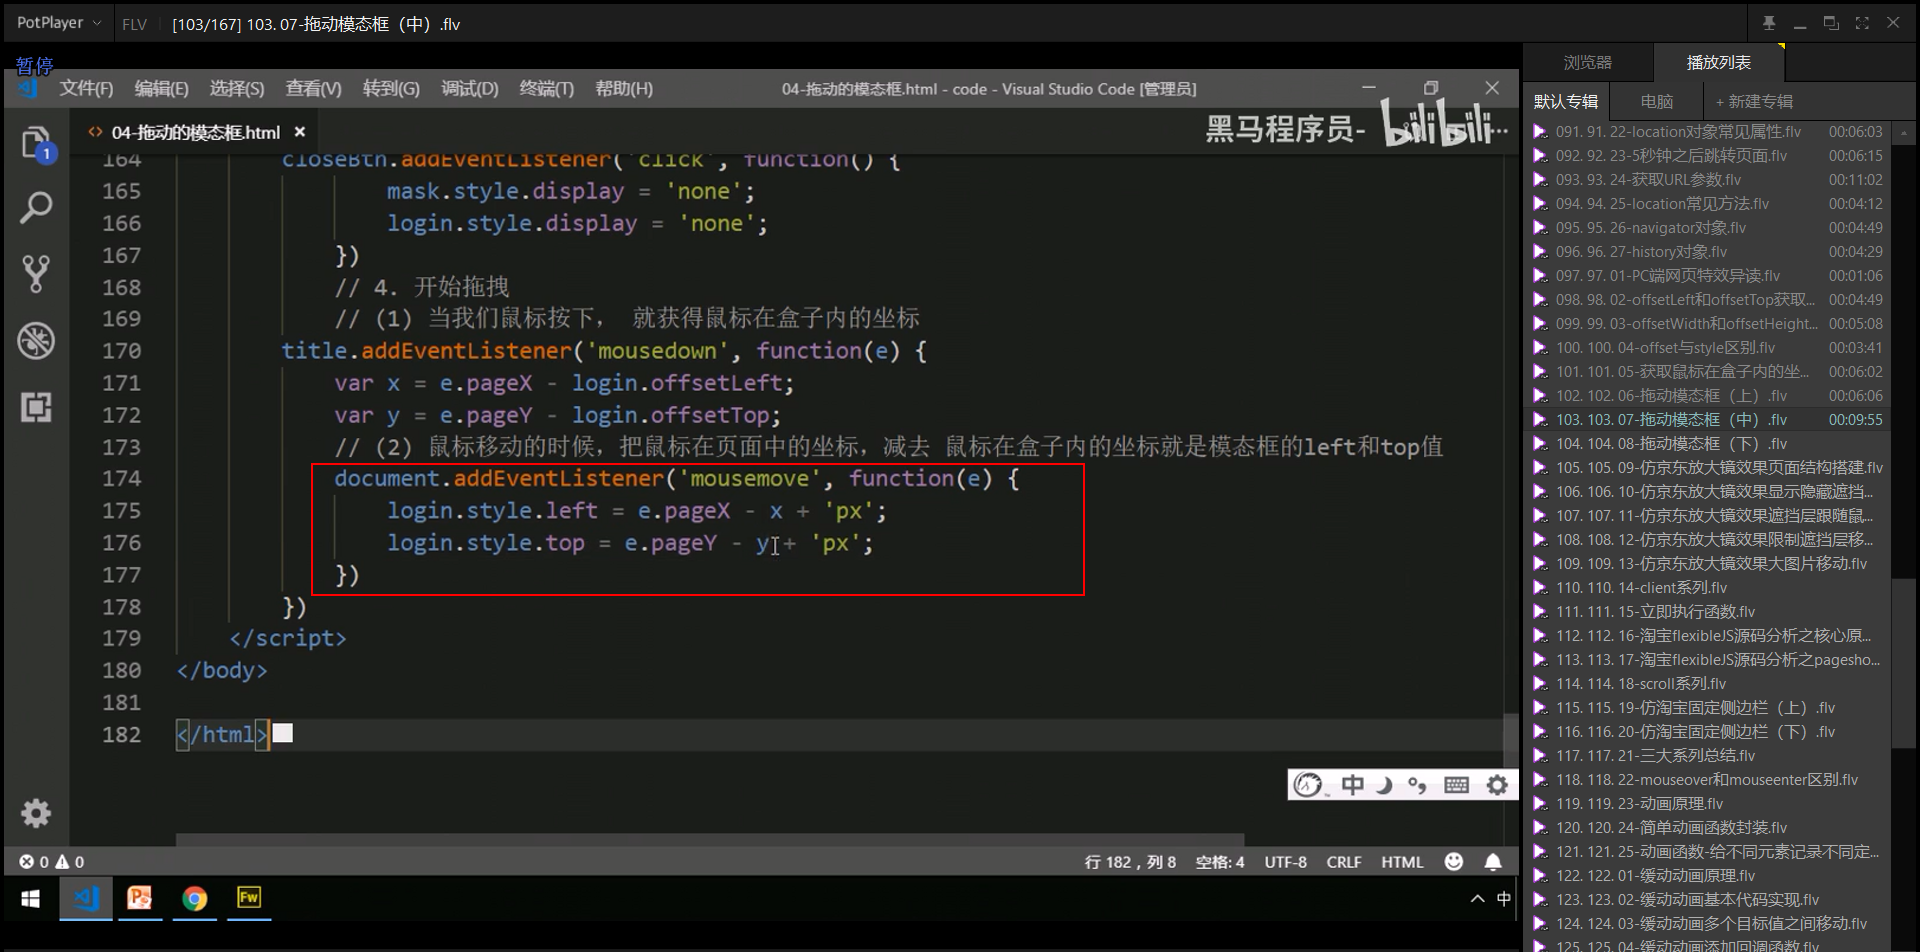 PotPlayer
FLV
[103/167] 103. 07-拖动模态框（中）.flv
暂停
文件(F) 编辑(E) 选择(S) 查看(V) 转到(G) 调试(D) 终端(T) 帮助(H)
04-拖动的模态框.html - code - Visual Studio Code [管理员]
04-拖动的模态框.html ×
黑马程序员- bilibili ...
1
164 closeBtn.addEventListener('click', function() {
165 mask.style.display = 'none';
166 login.style.display = 'none';
167 })
168 // 4. 开始拖拽
169 // (1) 当我们鼠标按下， 就获得鼠标在盒子内的坐标
170 title.addEventListener('mousedown', function(e) {
171 var x = e.pageX - login.offsetLeft;
172 var y = e.pageY - login.offsetTop;
173 // (2) 鼠标移动的时候，把鼠标在页面中的坐标，减去 鼠标在盒子内的坐标就是模态框的left和top值
174 document.addEventListener('mousemove', function(e) {
175 login.style.left = e.pageX - x + 'px';
176 login.style.top = e.pageY - y + 'px';
177 })
178 })
179 </script>
180 </body>
181
182 </html>
中
0 0
行 182，列 8 空格: 4 UTF-8 CRLF HTML
Fw
中
浏览器 播放列表
默认专辑 电脑 + 新建专辑
091. 91. 22-location对象常见属性.flv 00:06:03
092. 92. 23-5秒钟之后跳转页面.flv 00:06:15
093. 93. 24-获取URL参数.flv 00:11:02
094. 94. 25-location常见方法.flv 00:04:12
095. 95. 26-navigator对象.flv 00:04:49
096. 96. 27-history对象.flv 00:04:29
097. 97. 01-PC端网页特效异读.flv 00:01:06
098. 98. 02-offsetLeft和offsetTop获取... 00:04:49
099. 99. 03-offsetWidth和offsetHeight... 00:05:08
100. 100. 04-offset与style区别.flv 00:03:41
101. 101. 05-获取鼠标在盒子内的坐... 00:06:02
102. 102. 06-拖动模态框（上）.flv 00:06:06
103. 103. 07-拖动模态框（中）.flv 00:09:55
104. 104. 08-拖动模态框（下）.flv
105. 105. 09-仿京东放大镜效果页面结构搭建.flv
106. 106. 10-仿京东放大镜效果显示隐藏遮挡...
107. 107. 11-仿京东放大镜效果遮挡层跟随鼠...
108. 108. 12-仿京东放大镜效果限制遮挡层移...
109. 109. 13-仿京东放大镜效果大图片移动.flv
110. 110. 14-client系列.flv
111. 111. 15-立即执行函数.flv
112. 112. 16-淘宝flexibleJS源码分析之核心原...
113. 113. 17-淘宝flexibleJS源码分析之pagesho...
114. 114. 18-scroll系列.flv
115. 115. 19-仿淘宝固定侧边栏（上）.flv
116. 116. 20-仿淘宝固定侧边栏（下）.flv
117. 117. 21-三大系列总结.flv
118. 118. 22-mouseover和mouseenter区别.flv
119. 119. 23-动画原理.flv
120. 120. 24-简单动画函数封装.flv
121. 121. 25-动画函数-给不同元素记录不同定...
122. 122. 01-缓动动画原理.flv
123. 123. 02-缓动动画基本代码实现.flv
124. 124. 03-缓动动画多个目标值之间移动.flv
125. 125. 04-缓动动画添加回调函数.flv